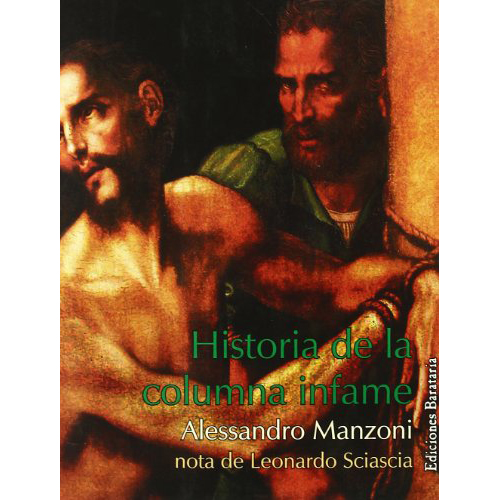 Historia de la
columna infame
Alessandro Manzoni
nota de Leonardo Sciascia
Ediciones Barataria